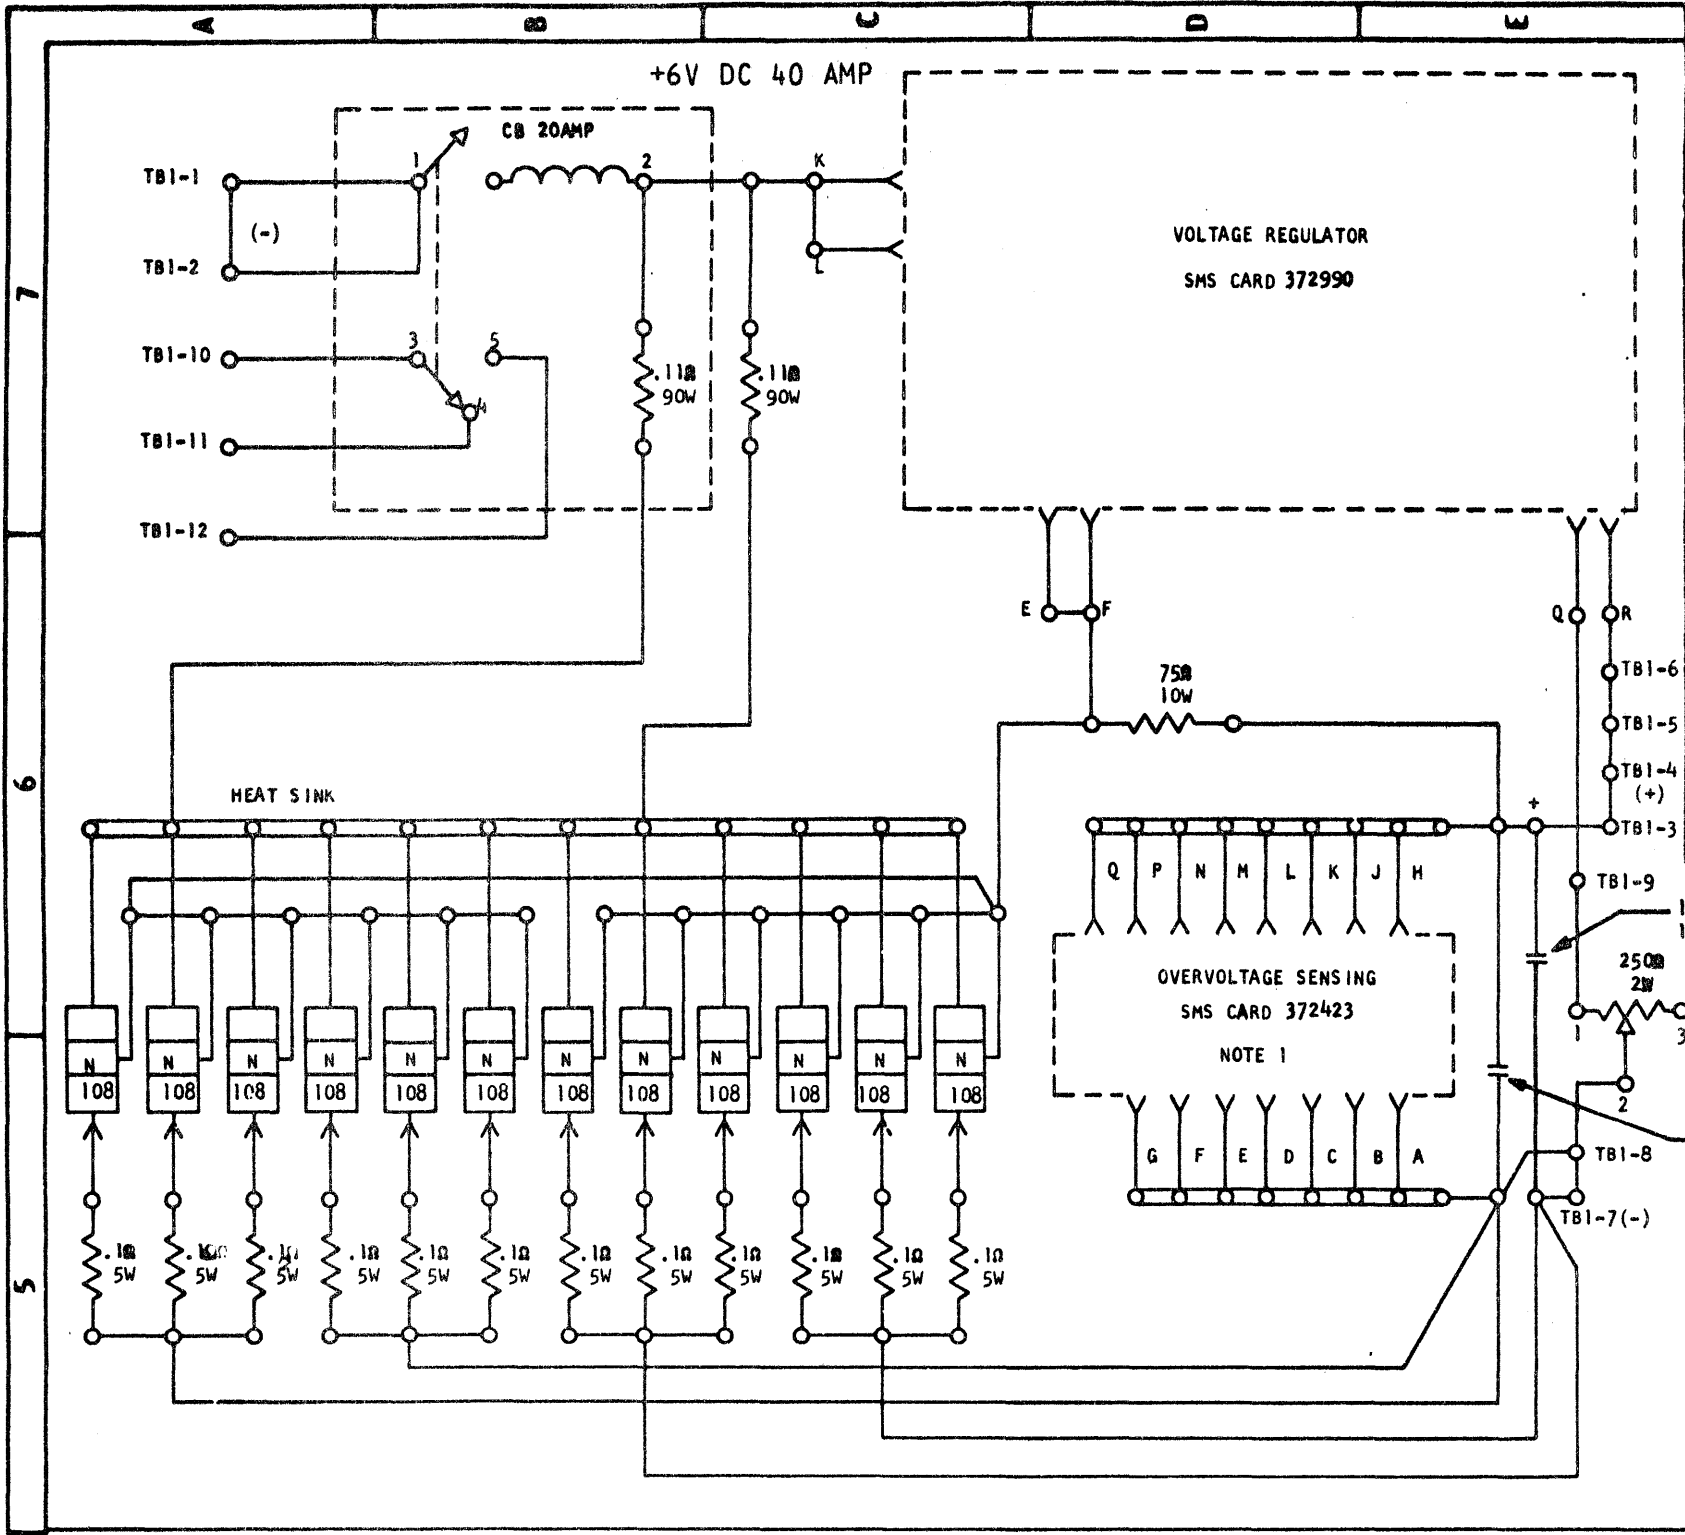 A B C D E
+6V DC 40 AMP
CB 20AMP
TB1-1
1
2
K
(-)
TB1-2
L
VOLTAGE REGULATOR
SMS CARD 372990
7
TB1-10
3
5
.11Ω
90W
.11Ω
90W
4
TB1-11
TB1-12
E
F
Q
R
75Ω
10W
TB1-6
TB1-5
TB1-4
(+)
6
HEAT SINK
+
TB1-3
Q P N M L K J H
TB1-9
OVERVOLTAGE SENSING
SMS CARD 372423
NOTE 1
250Ω
2W
1
3
2
N N N N N N N N N N N N
108 108 108 108 108 108 108 108 108 108 108 108
G F E D C B A
TB1-8
TB1-7(-)
5
.1Ω .1Ω .1Ω .1Ω .1Ω .1Ω .1Ω .1Ω .1Ω .1Ω .1Ω
5W 5W 5W 5W 5W 5W 5W 5W 5W 5W 5W 5W